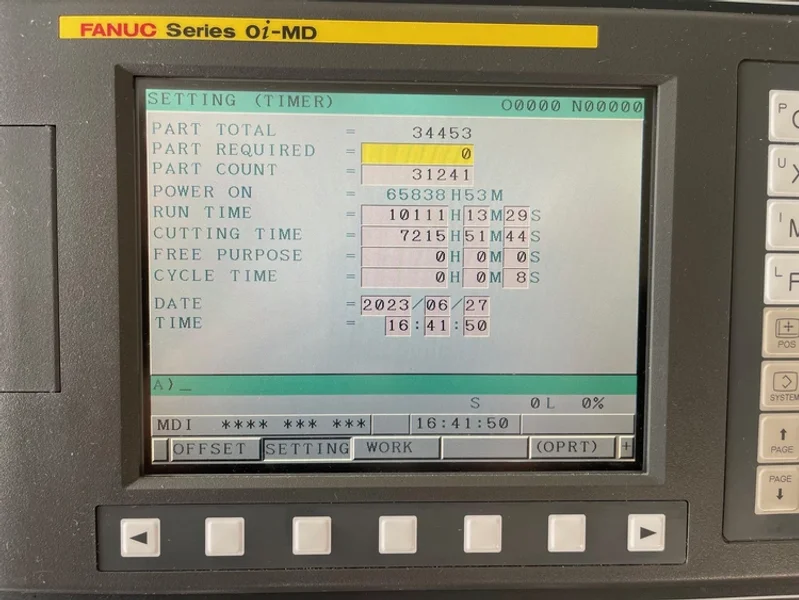 FANUC Series 0i-MD
SETTING (TIMER) O0000 N00000
PART TOTAL = 34453
PART REQUIRED = 0
PART COUNT = 31241
POWER ON = 65838H53M
RUN TIME = 10111H13M29S
CUTTING TIME = 7215H51M44S
FREE PURPOSE = 0H 0M 0S
CYCLE TIME = 0H 0M 8S
DATE = 2023/06/27
TIME = 16:41:50
A)_
S 0L 0%
MDI **** *** *** 16:41:50
OFFSET SETTING WORK (OPRT) +
P
U X
I M
L F
POS
SYSTEM
PAGE
PAGE